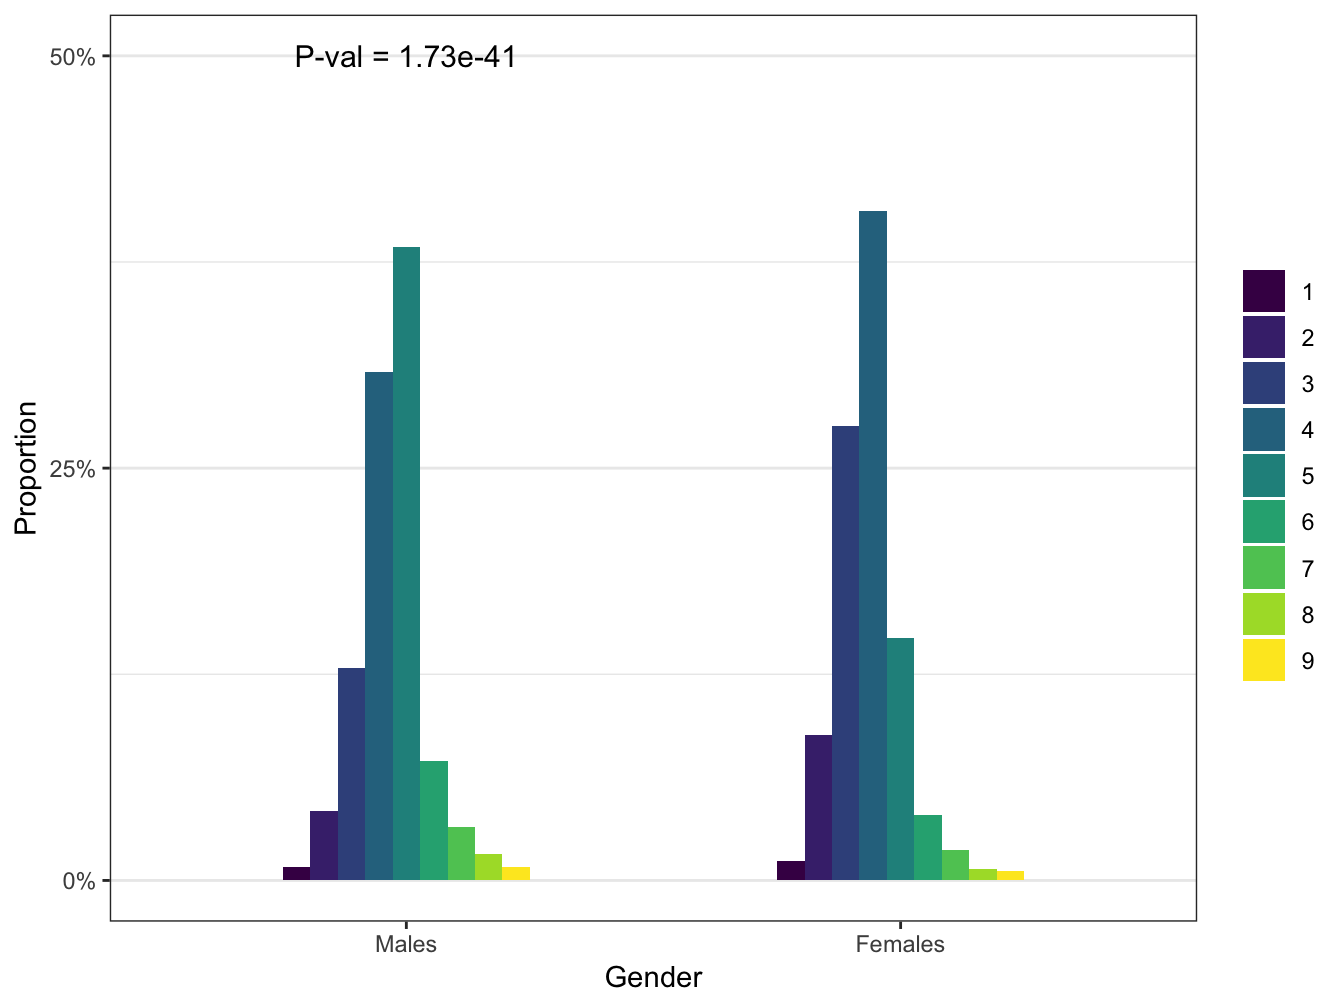 P-val = 1.73e-41
50%
25%
0%
Proportion
Males
Females
Gender
1
2
3
4
5
6
7
8
9